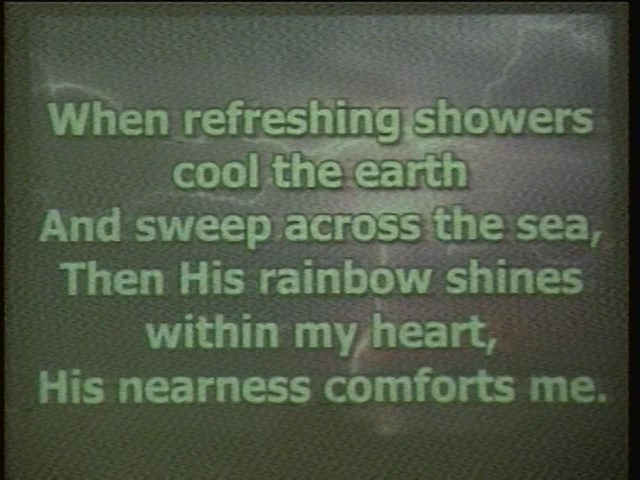 When refreshing showers
cool the earth
And sweep across the sea,
Then His rainbow shines
within my heart,
His nearness comforts me.